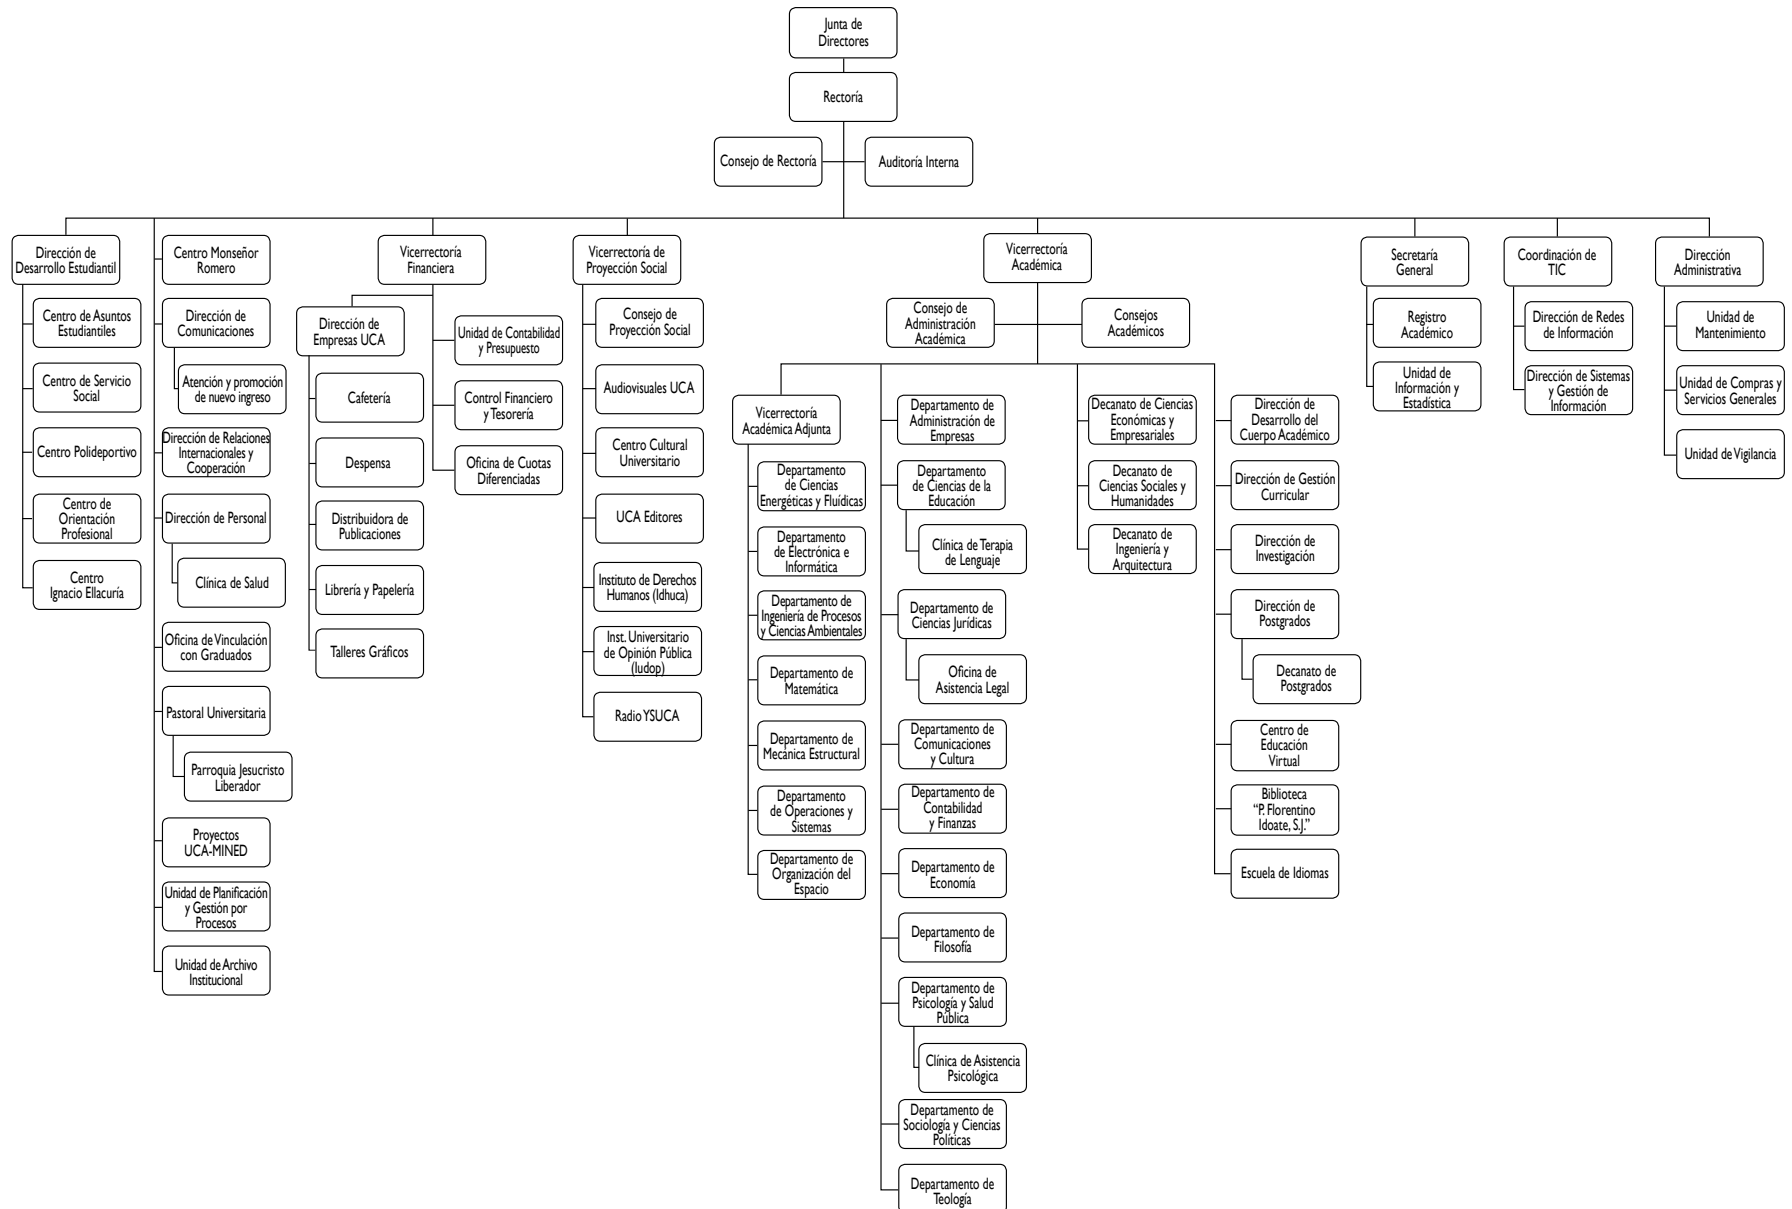 Junta de
Directores
Rectoría
Consejo de Rectoría
Auditoría Interna
Dirección de
Desarrollo Estudiantil
Centro de Asuntos
Estudiantiles
Centro de Servicio
Social
Centro Polideportivo
Centro de
Orientación
Profesional
Centro
Ignacio Ellacuría
Centro Monseñor
Romero
Dirección de
Comunicaciones
Atención y promoción
de nuevo ingreso
Dirección de Relaciones
Internacionales y
Cooperación
Dirección de Personal
Clínica de Salud
Oficina de Vinculación
con Graduados
Pastoral Universitaria
Parroquia Jesucristo
Liberador
Proyectos
UCA-MINED
Unidad de Planificación
y Gestión por
Procesos
Unidad de Archivo
Institucional
Vicerrectoría
Financiera
Dirección de
Empresas UCA
Cafetería
Despensa
Distribuidora de
Publicaciones
Librería y Papelería
Talleres Gráficos
Unidad de Contabilidad
y Presupuesto
Control Financiero
y Tesorería
Oficina de Cuotas
Diferenciadas
Vicerrectoría de
Proyección Social
Consejo de
Proyección Social
Audiovisuales UCA
Centro Cultural
Universitario
UCA Editores
Instituto de Derechos
Humanos (Idhuca)
Inst. Universitario
de Opinión Pública
(Iudop)
Radio YSUCA
Vicerrectoría
Académica
Consejo de
Administración
Académica
Consejos
Académicos
Vicerrectoría
Académica Adjunta
Departamento
de Ciencias
Energéticas y Fluídicas
Departamento
de Electrónica e
Informática
Departamento de
Ingeniería de Procesos
y Ciencias Ambientales
Departamento de
Matemática
Departamento de
Mecánica Estructural
Departamento
de Operaciones y
Sistemas
Departamento de
Organización del
Espacio
Departamento de
Administración de
Empresas
Departamento
de Ciencias de la
Educación
Clínica de Terapia
de Lenguaje
Departamento de
Ciencias Jurídicas
Oficina de
Asistencia Legal
Departamento de
Comunicaciones
y Cultura
Departamento de
Contabilidad
y Finanzas
Departamento de
Economía
Departamento de
Filosofía
Departamento de
Psicología y Salud
Pública
Clínica de Asistencia
Psicológica
Departamento de
Sociología y Ciencias
Políticas
Departamento de
Teología
Decanato de Ciencias
Económicas y
Empresariales
Decanato de
Ciencias Sociales y
Humanidades
Decanato de
Ingeniería y
Arquitectura
Dirección de
Desarrollo del
Cuerpo Académico
Dirección de Gestión
Curricular
Dirección de
Investigación
Dirección de
Postgrados
Decanato de
Postgrados
Centro de
Educación
Virtual
Biblioteca
“P. Florentino
Idoate, S.J.”
Escuela de Idiomas
Secretaría
General
Registro
Académico
Unidad de
Información y
Estadística
Coordinación de
TIC
Dirección de Redes
de Información
Dirección de Sistemas
y Gestión de
Información
Dirección
Administrativa
Unidad de
Mantenimiento
Unidad de Compras y
Servicios Generales
Unidad de Vigilancia